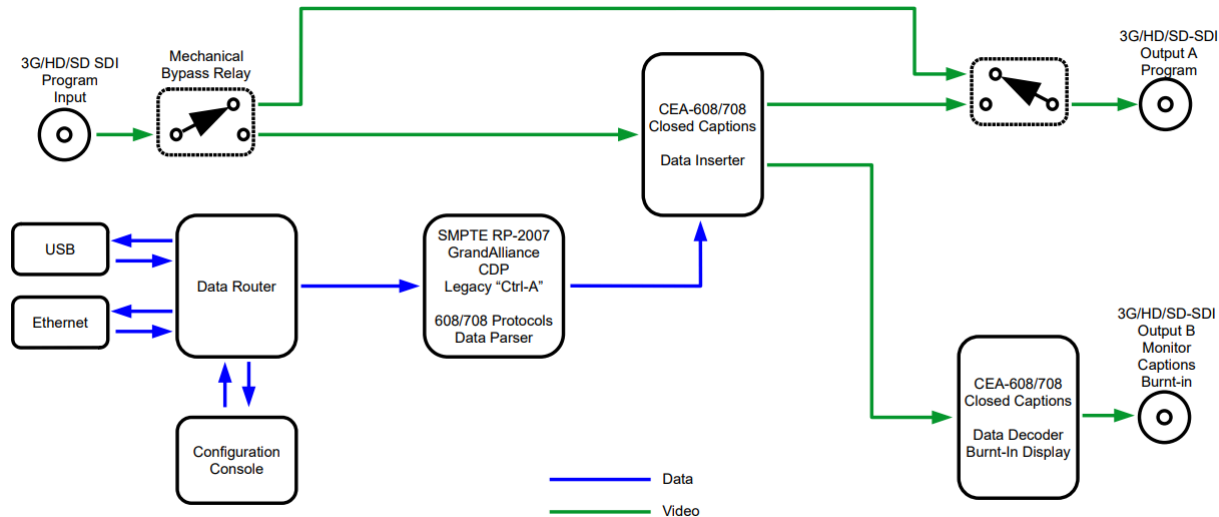 3G/HD/SD SDI
Program
Input
Mechanical
Bypass Relay
CEA-608/708
Closed Captions
Data Inserter
3G/HD/SD-SDI
Output A
Program
USB
Ethernet
Data Router
Configuration
Console
SMPTE RP-2007
GrandAlliance
CDP
Legacy “Ctrl-A”
608/708 Protocols
Data Parser
CEA-608/708
Closed Captions
Data Decoder
Burnt-In Display
3G/HD/SD-SDI
Output B
Monitor
Captions
Burnt-in
Data
Video